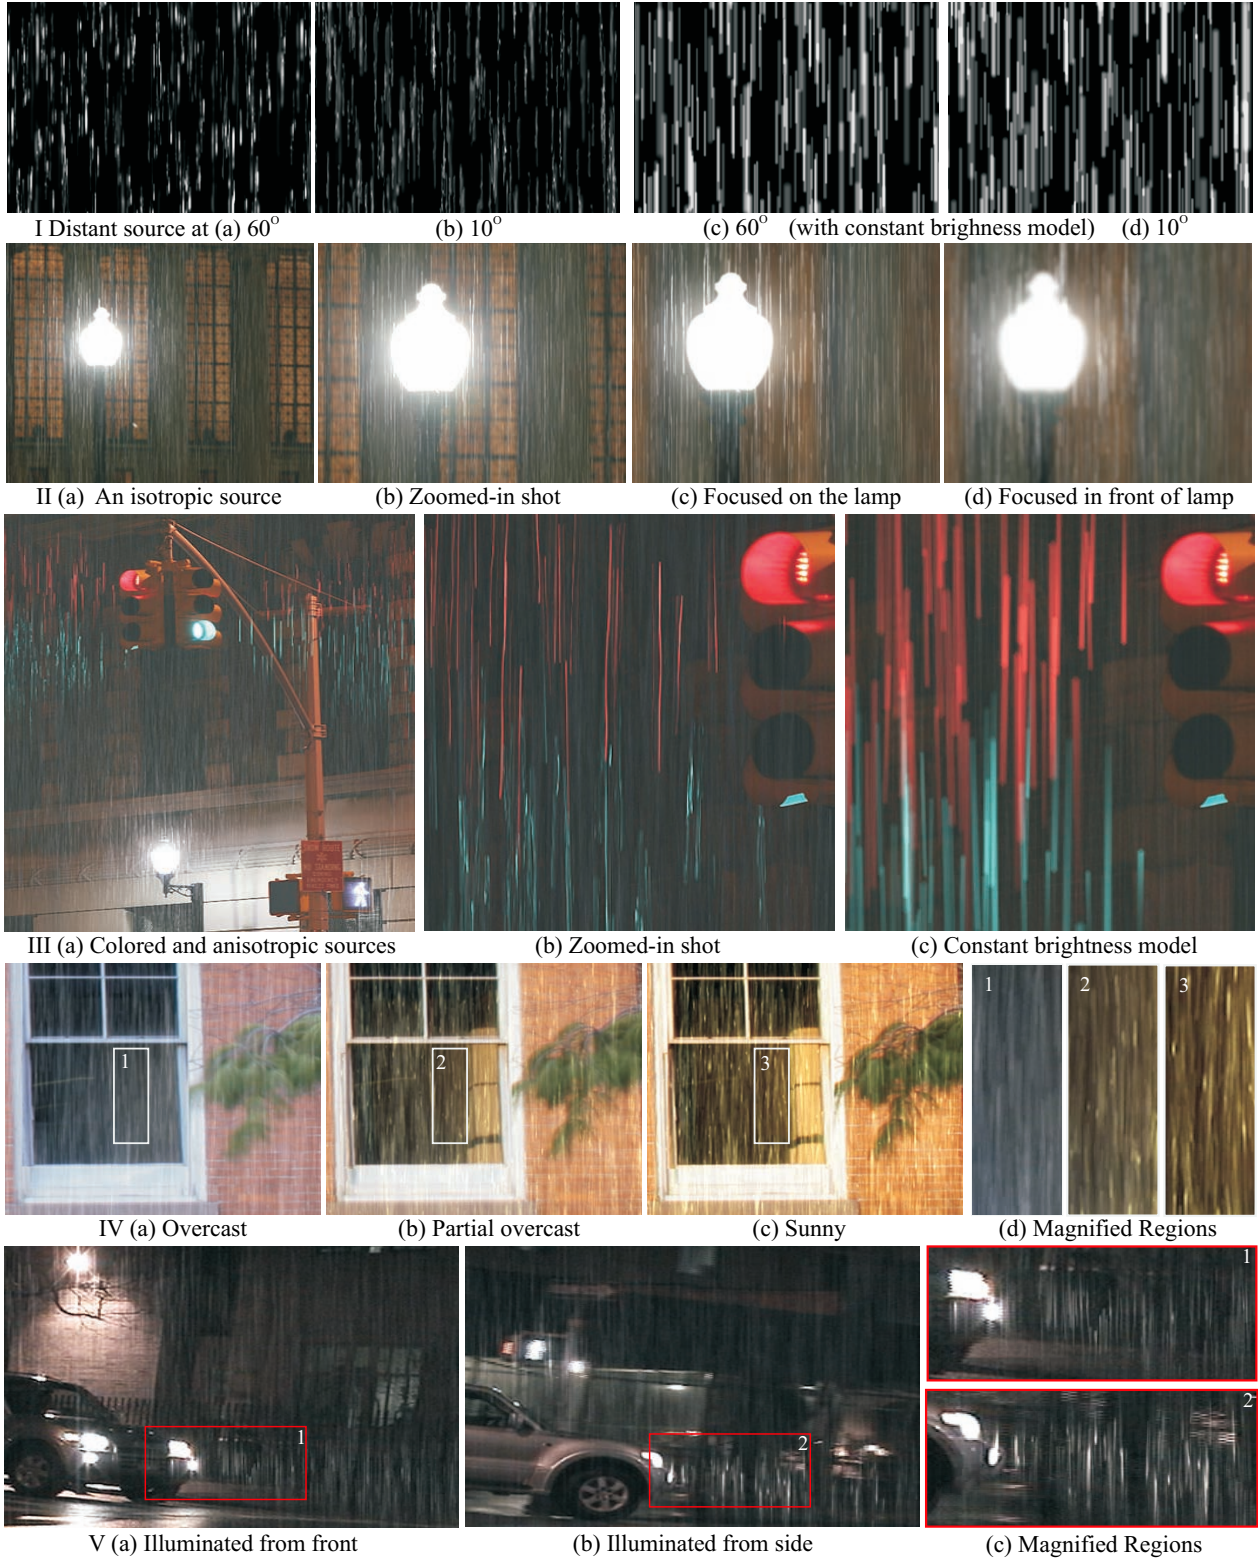 I Distant source at (a) 60°
(b) 10°
(c) 60° (with constant brighness model) (d) 10°
II (a) An isotropic source
(b) Zoomed-in shot
(c) Focused on the lamp
(d) Focused in front of lamp
III (a) Colored and anisotropic sources
(b) Zoomed-in shot
(c) Constant brightness model
1
2
3
1
2
3
IV (a) Overcast
(b) Partial overcast
(c) Sunny
(d) Magnified Regions
1
2
1
2
V (a) Illuminated from front
(b) Illuminated from side
(c) Magnified Regions